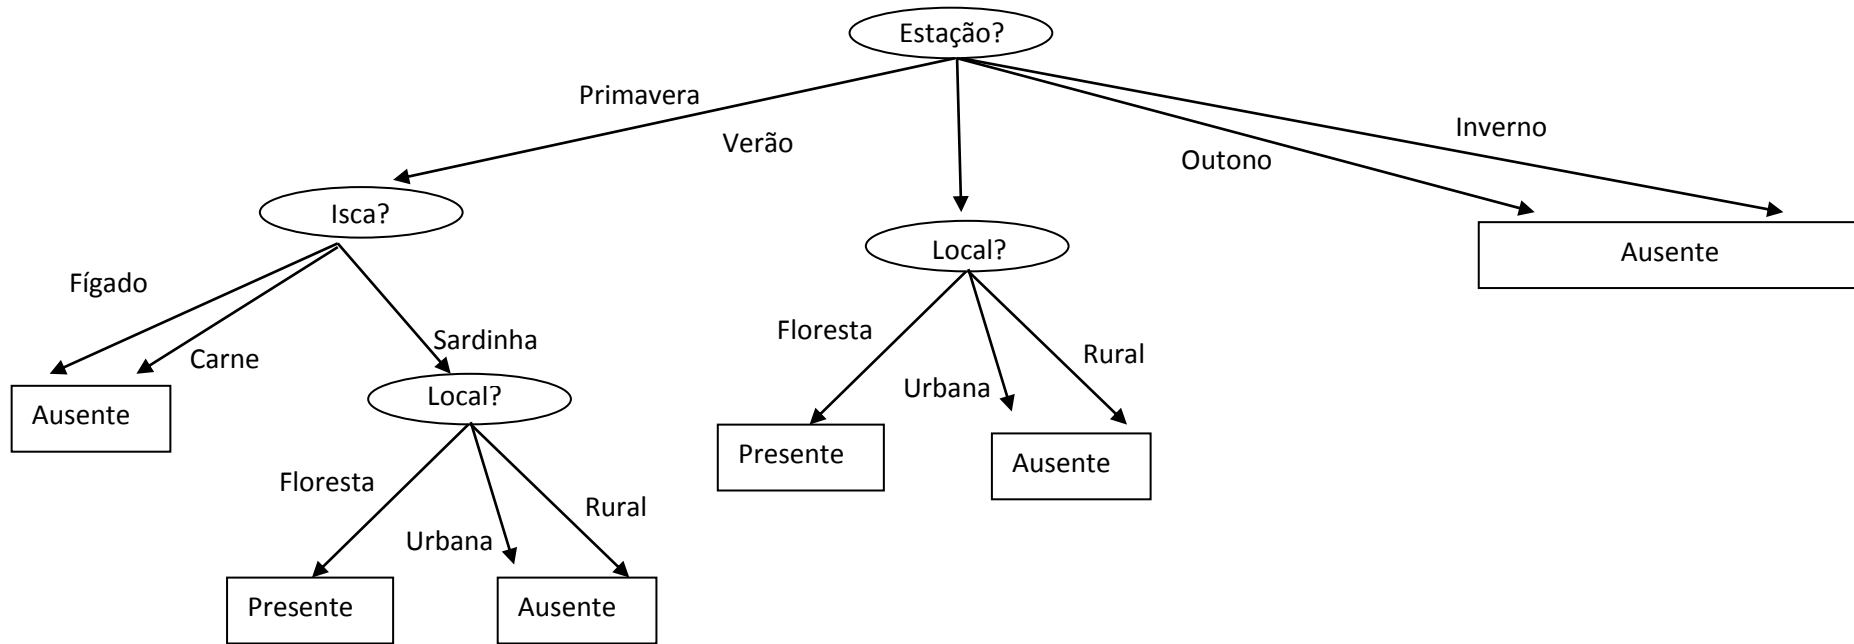 Estação?
Primavera
Inverno
Verão
Outono
Isca?
Local?
Ausente
Fígado
Floresta
Sardinha
Rural
Carne
Urbana
Local?
Ausente
Presente
Ausente
Floresta
Rural
Urbana
Presente
Ausente